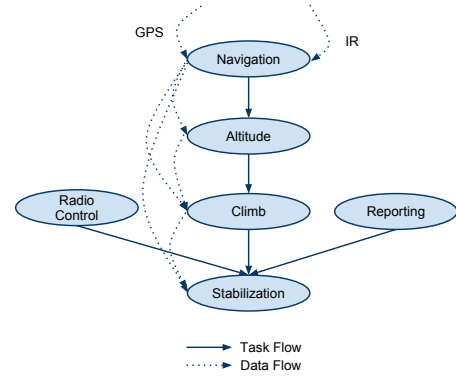 GPS
IR
Navigation
Altitude
Radio
Control
Climb
Reporting
Stabilization
Task Flow
Data Flow